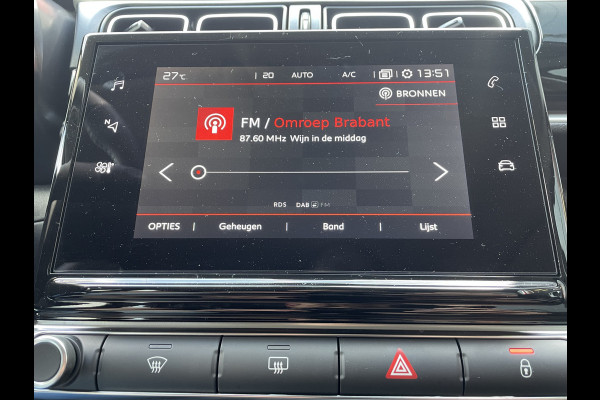 27°C 20 AUTO A/C 13:51
BRONNEN
FM / Omroep Brabant
87.60 MHz Wijn in de middag
RDS DAB FM
OPTIES Geheugen Band Lijst
N